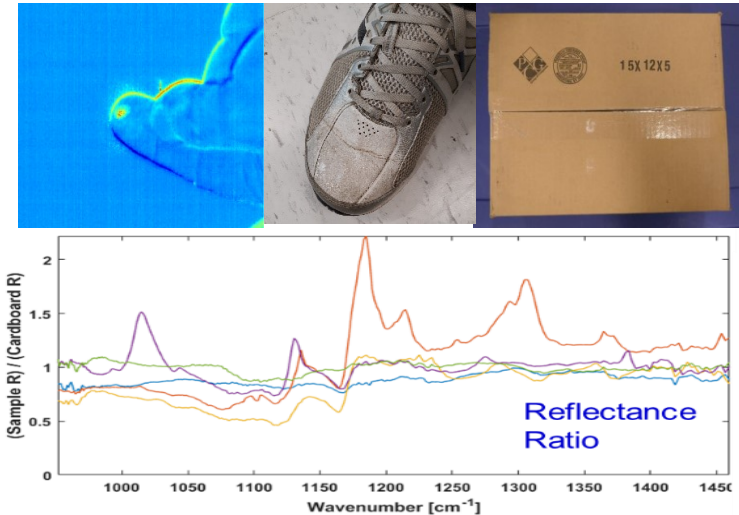 P G
15X12X5
(Sample R) / (Cardboard R)
2
1.5
1
0.5
0
Reflectance
Ratio
1000
1050
1100
1150
1200
1250
1300
1350
1400
1450
Wavenumber [cm⁻¹]